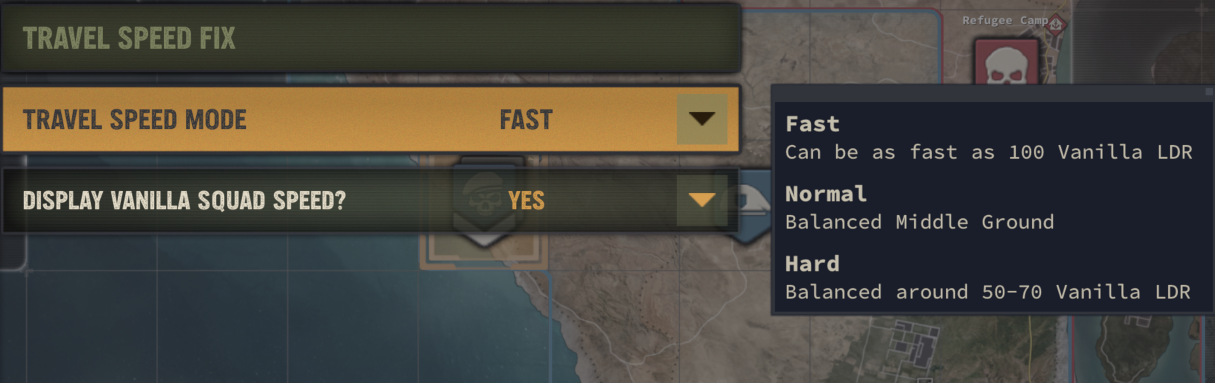 TRAVEL SPEED FIX
Refugee Camp
TRAVEL SPEED MODE FAST
DISPLAY VANILLA SQUAD SPEED? YES
Fast
Can be as fast as 100 Vanilla LDR
Normal
Balanced Middle Ground
Hard
Balanced around 50-70 Vanilla LDR